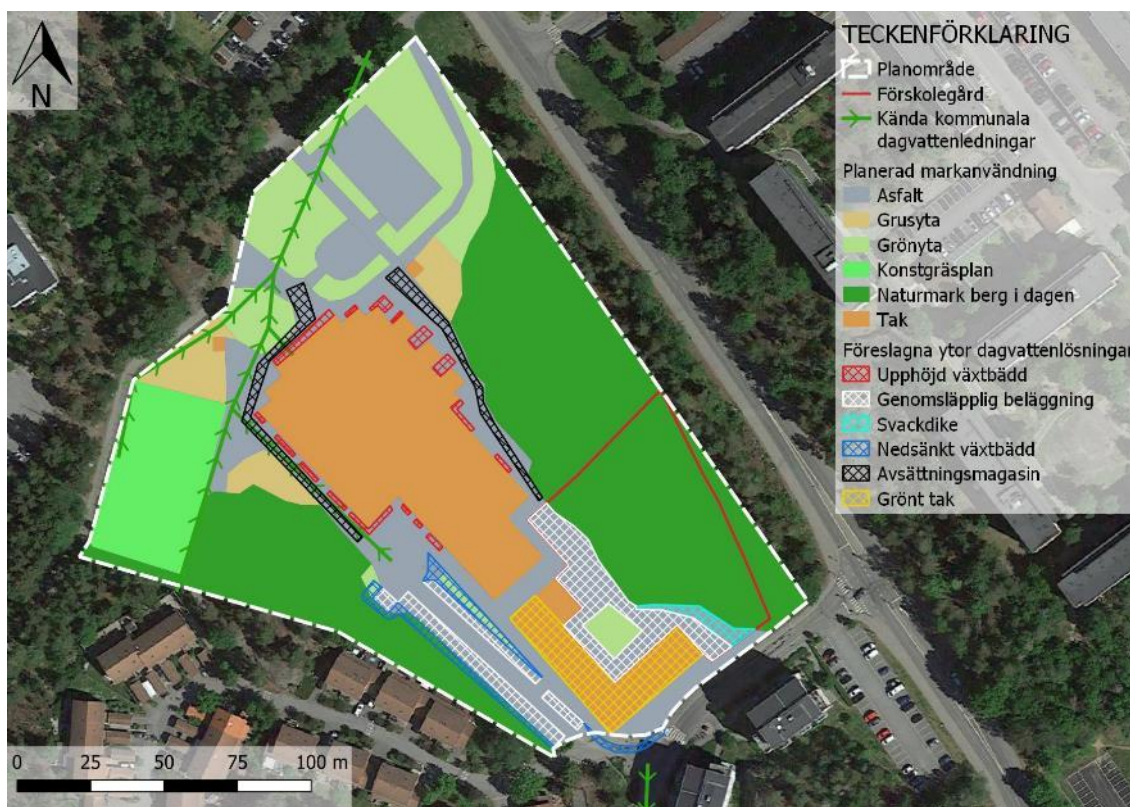 N
TECKENFÖRKLARING
Planområde
Förskolegård
Kända kommunala
dagvattenledningar
Planerad markanvändning
Asfalt
Grusyta
Grönyta
Konstgräsplan
Naturmark berg i dagen
Tak
Föreslagna ytor dagvattenlösningar
Upphöjd växtbädd
Genomsläpplig beläggning
Svackdike
Nedsänkt växtbädd
Avsättningsmagasin
Grönt tak
0 25 50 75 100 m